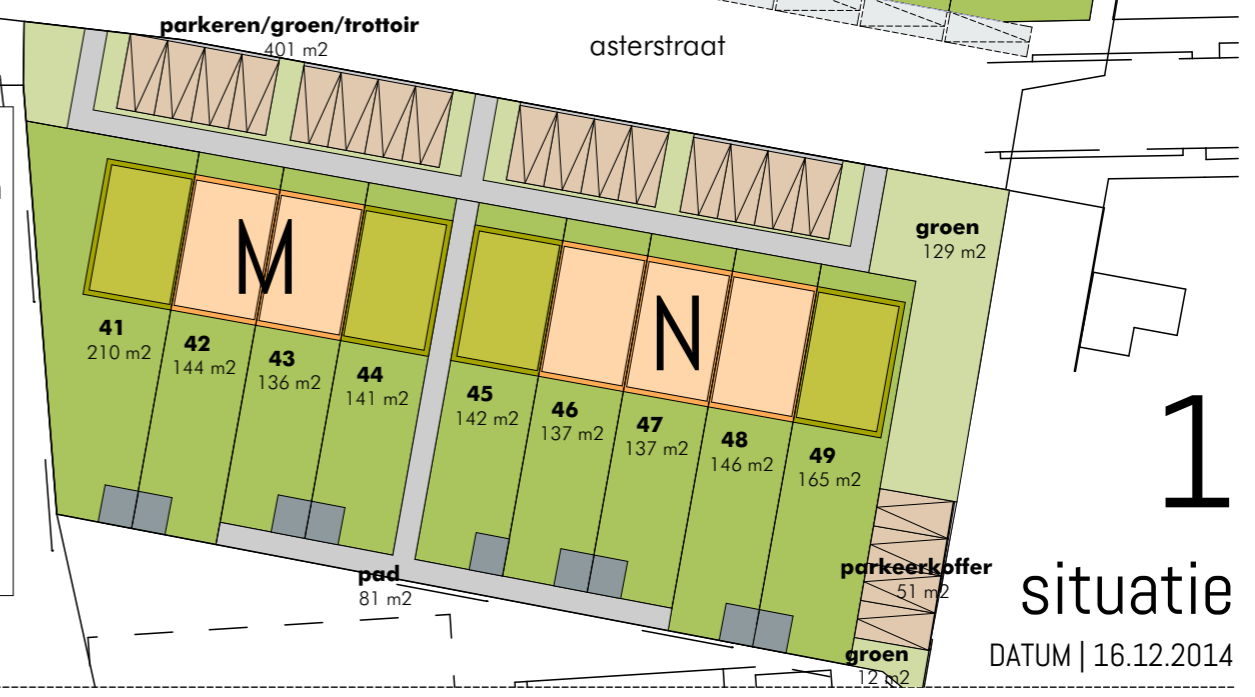 parkeren/groen/trottoir
401 m2
asterstraat
groen
129 m2
M
N
41
210 m2
42
144 m2
43
136 m2
44
141 m2
45
142 m2
46
137 m2
47
137 m2
48
146 m2
49
165 m2
pad
81 m2
parkeerkoffer
51 m2
groen
12 m2
1
situatie
DATUM | 16.12.2014